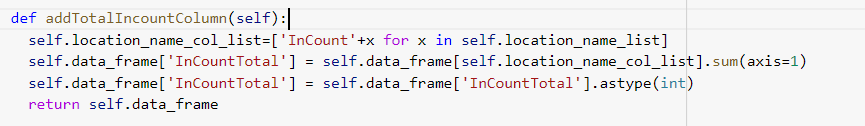 def addTotalIncountColumn(self):
  self.location_name_col_list=['InCount'+x for x in self.location_name_list]
  self.data_frame['InCountTotal'] = self.data_frame[self.location_name_col_list].sum(axis=1)
  self.data_frame['InCountTotal'] = self.data_frame['InCountTotal'].astype(int)
  return self.data_frame